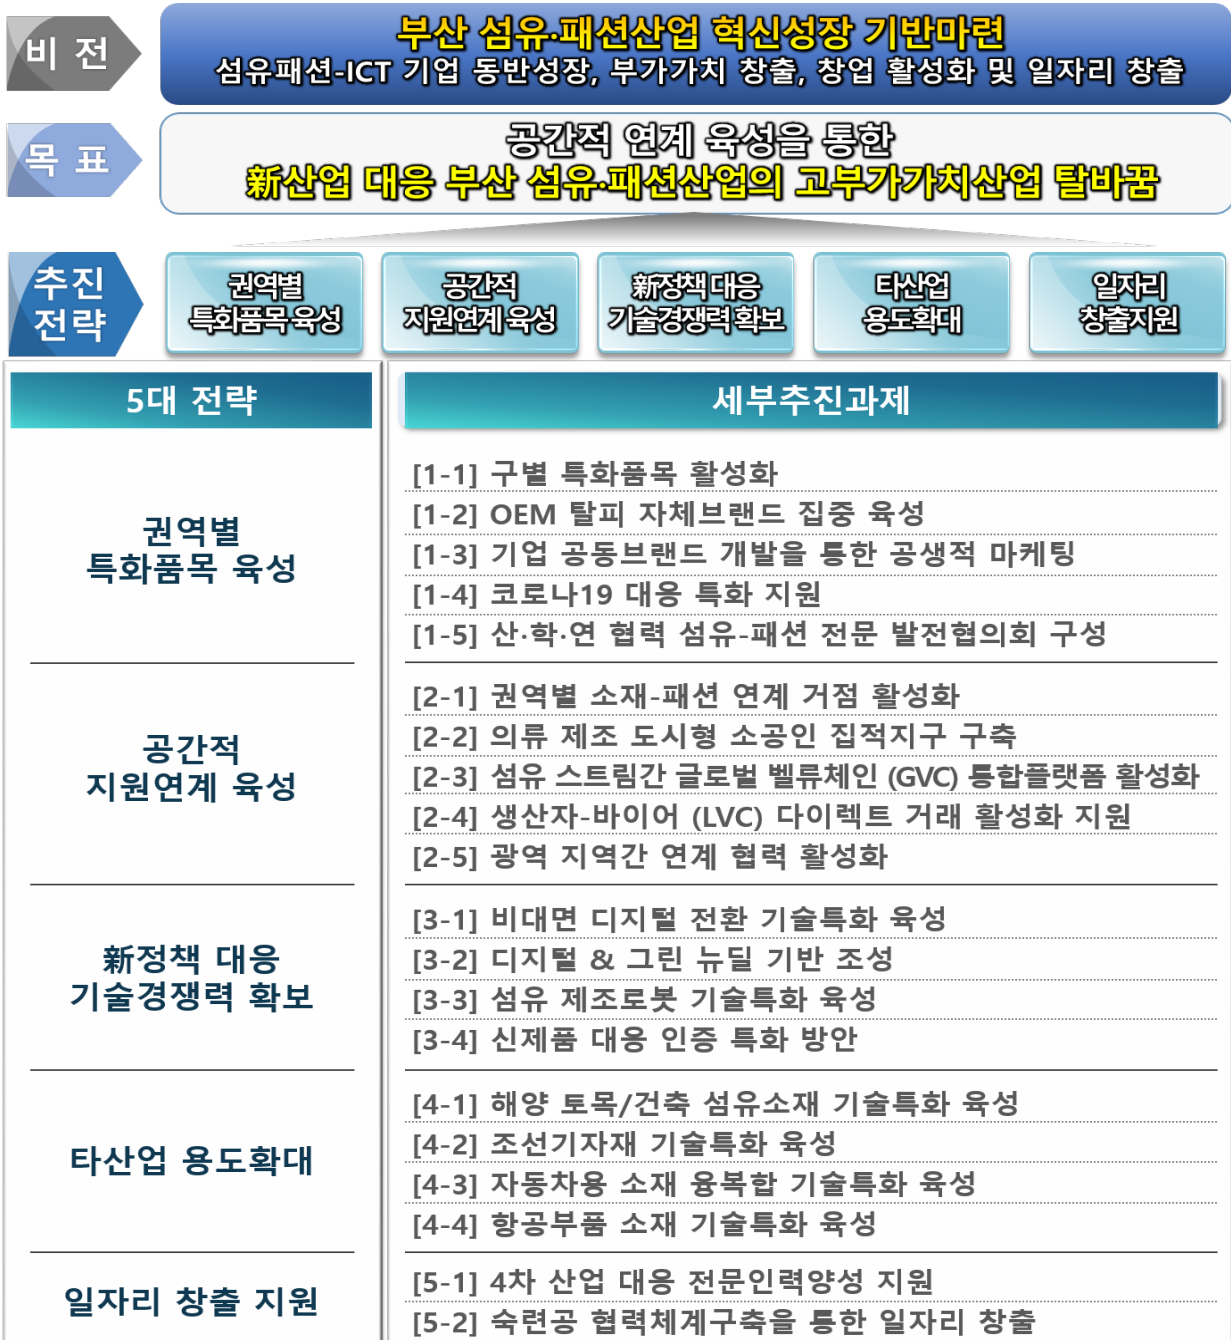 비 전
부산 섬유·패션산업 혁신성장 기반마련
섬유패션-ICT 기업 동반성장, 부가가치 창출, 창업 활성화 및 일자리 창출
목 표
공간적 연계 육성을 통한
新산업 대응 부산 섬유·패션산업의 고부가가치산업 탈바꿈
추진
전략
권역별
특화품목 육성
공간적
지원연계 육성
新정책 대응
기술경쟁력 확보
타산업
용도확대
일자리
창출지원
5대 전략
세부추진과제
권역별
특화품목 육성
[1-1] 구별 특화품목 활성화
[1-2] OEM 탈피 자체브랜드 집중 육성
[1-3] 기업 공동브랜드 개발을 통한 공생적 마케팅
[1-4] 코로나19 대응 특화 지원
[1-5] 산·학·연 협력 섬유-패션 전문 발전협의회 구성
공간적
지원연계 육성
[2-1] 권역별 소재-패션 연계 거점 활성화
[2-2] 의류 제조 도시형 소공인 집적지구 구축
[2-3] 섬유 스트림간 글로벌 벨류체인 (GVC) 통합플랫폼 활성화
[2-4] 생산자-바이어 (LVC) 다이렉트 거래 활성화 지원
[2-5] 광역 지역간 연계 협력 활성화
新정책 대응
기술경쟁력 확보
[3-1] 비대면 디지털 전환 기술특화 육성
[3-2] 디지털 & 그린 뉴딜 기반 조성
[3-3] 섬유 제조로봇 기술특화 육성
[3-4] 신제품 대응 인증 특화 방안
타산업 용도확대
[4-1] 해양 토목/건축 섬유소재 기술특화 육성
[4-2] 조선기자재 기술특화 육성
[4-3] 자동차용 소재 융복합 기술특화 육성
[4-4] 항공부품 소재 기술특화 육성
일자리 창출 지원
[5-1] 4차 산업 대응 전문인력양성 지원
[5-2] 숙련공 협력체계구축을 통한 일자리 창출